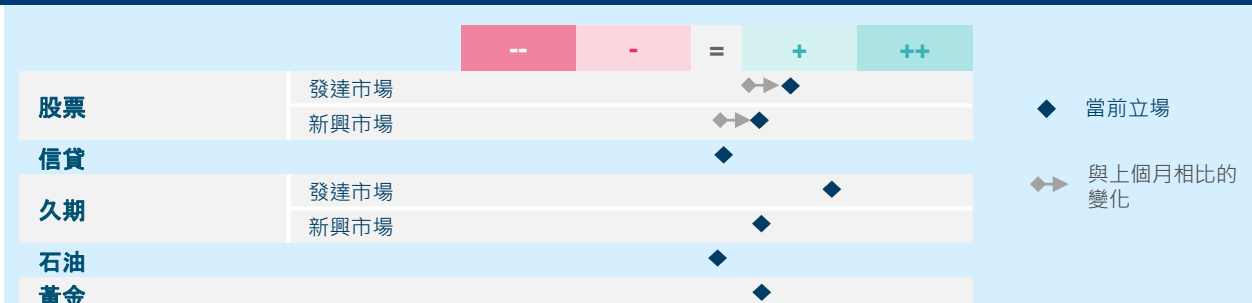 -- - = + ++
股票 發達市場
新興市場
信貸
久期 發達市場
新興市場
石油
黃金
當前立場
與上個月相比的
變化